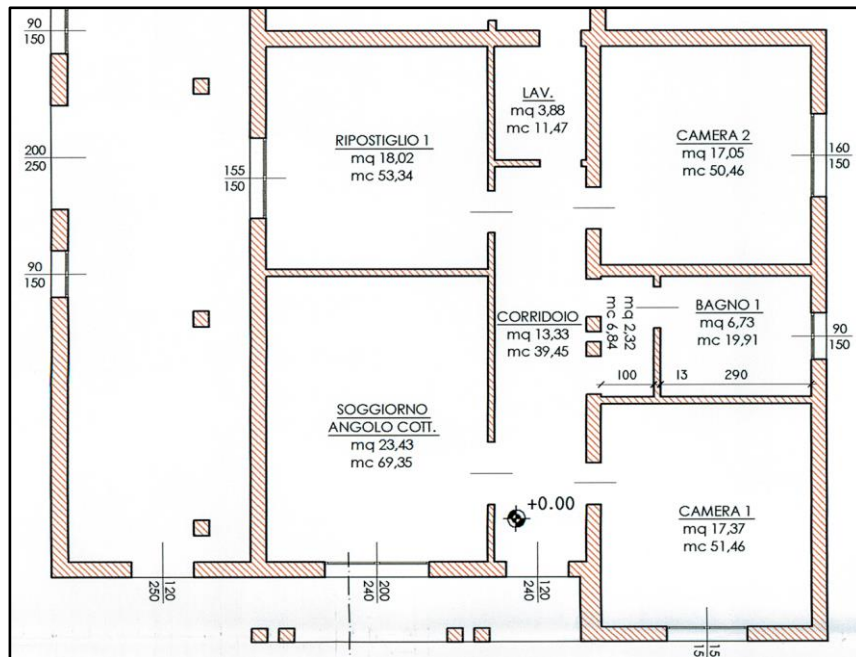 90
150
LAV.
mq 3,88
mc 11,47
RIPOSTIGLIO 1
mq 18,02
mc 53,34
CAMERA 2
mq 17,05
mc 50,46
200
250
155
150
160
150
90
150
CORRIDOIO
mq 13,33
mc 39,45
mq 2,32
mc 6,84
BAGNO 1
mq 6,73
mc 19,91
90
150
100
13
290
SOGGIORNO
ANGOLO COTT.
mq 23,43
mc 69,35
+0.00
CAMERA 1
mq 17,37
mc 51,46
120
250
200
240
120
240
15
15